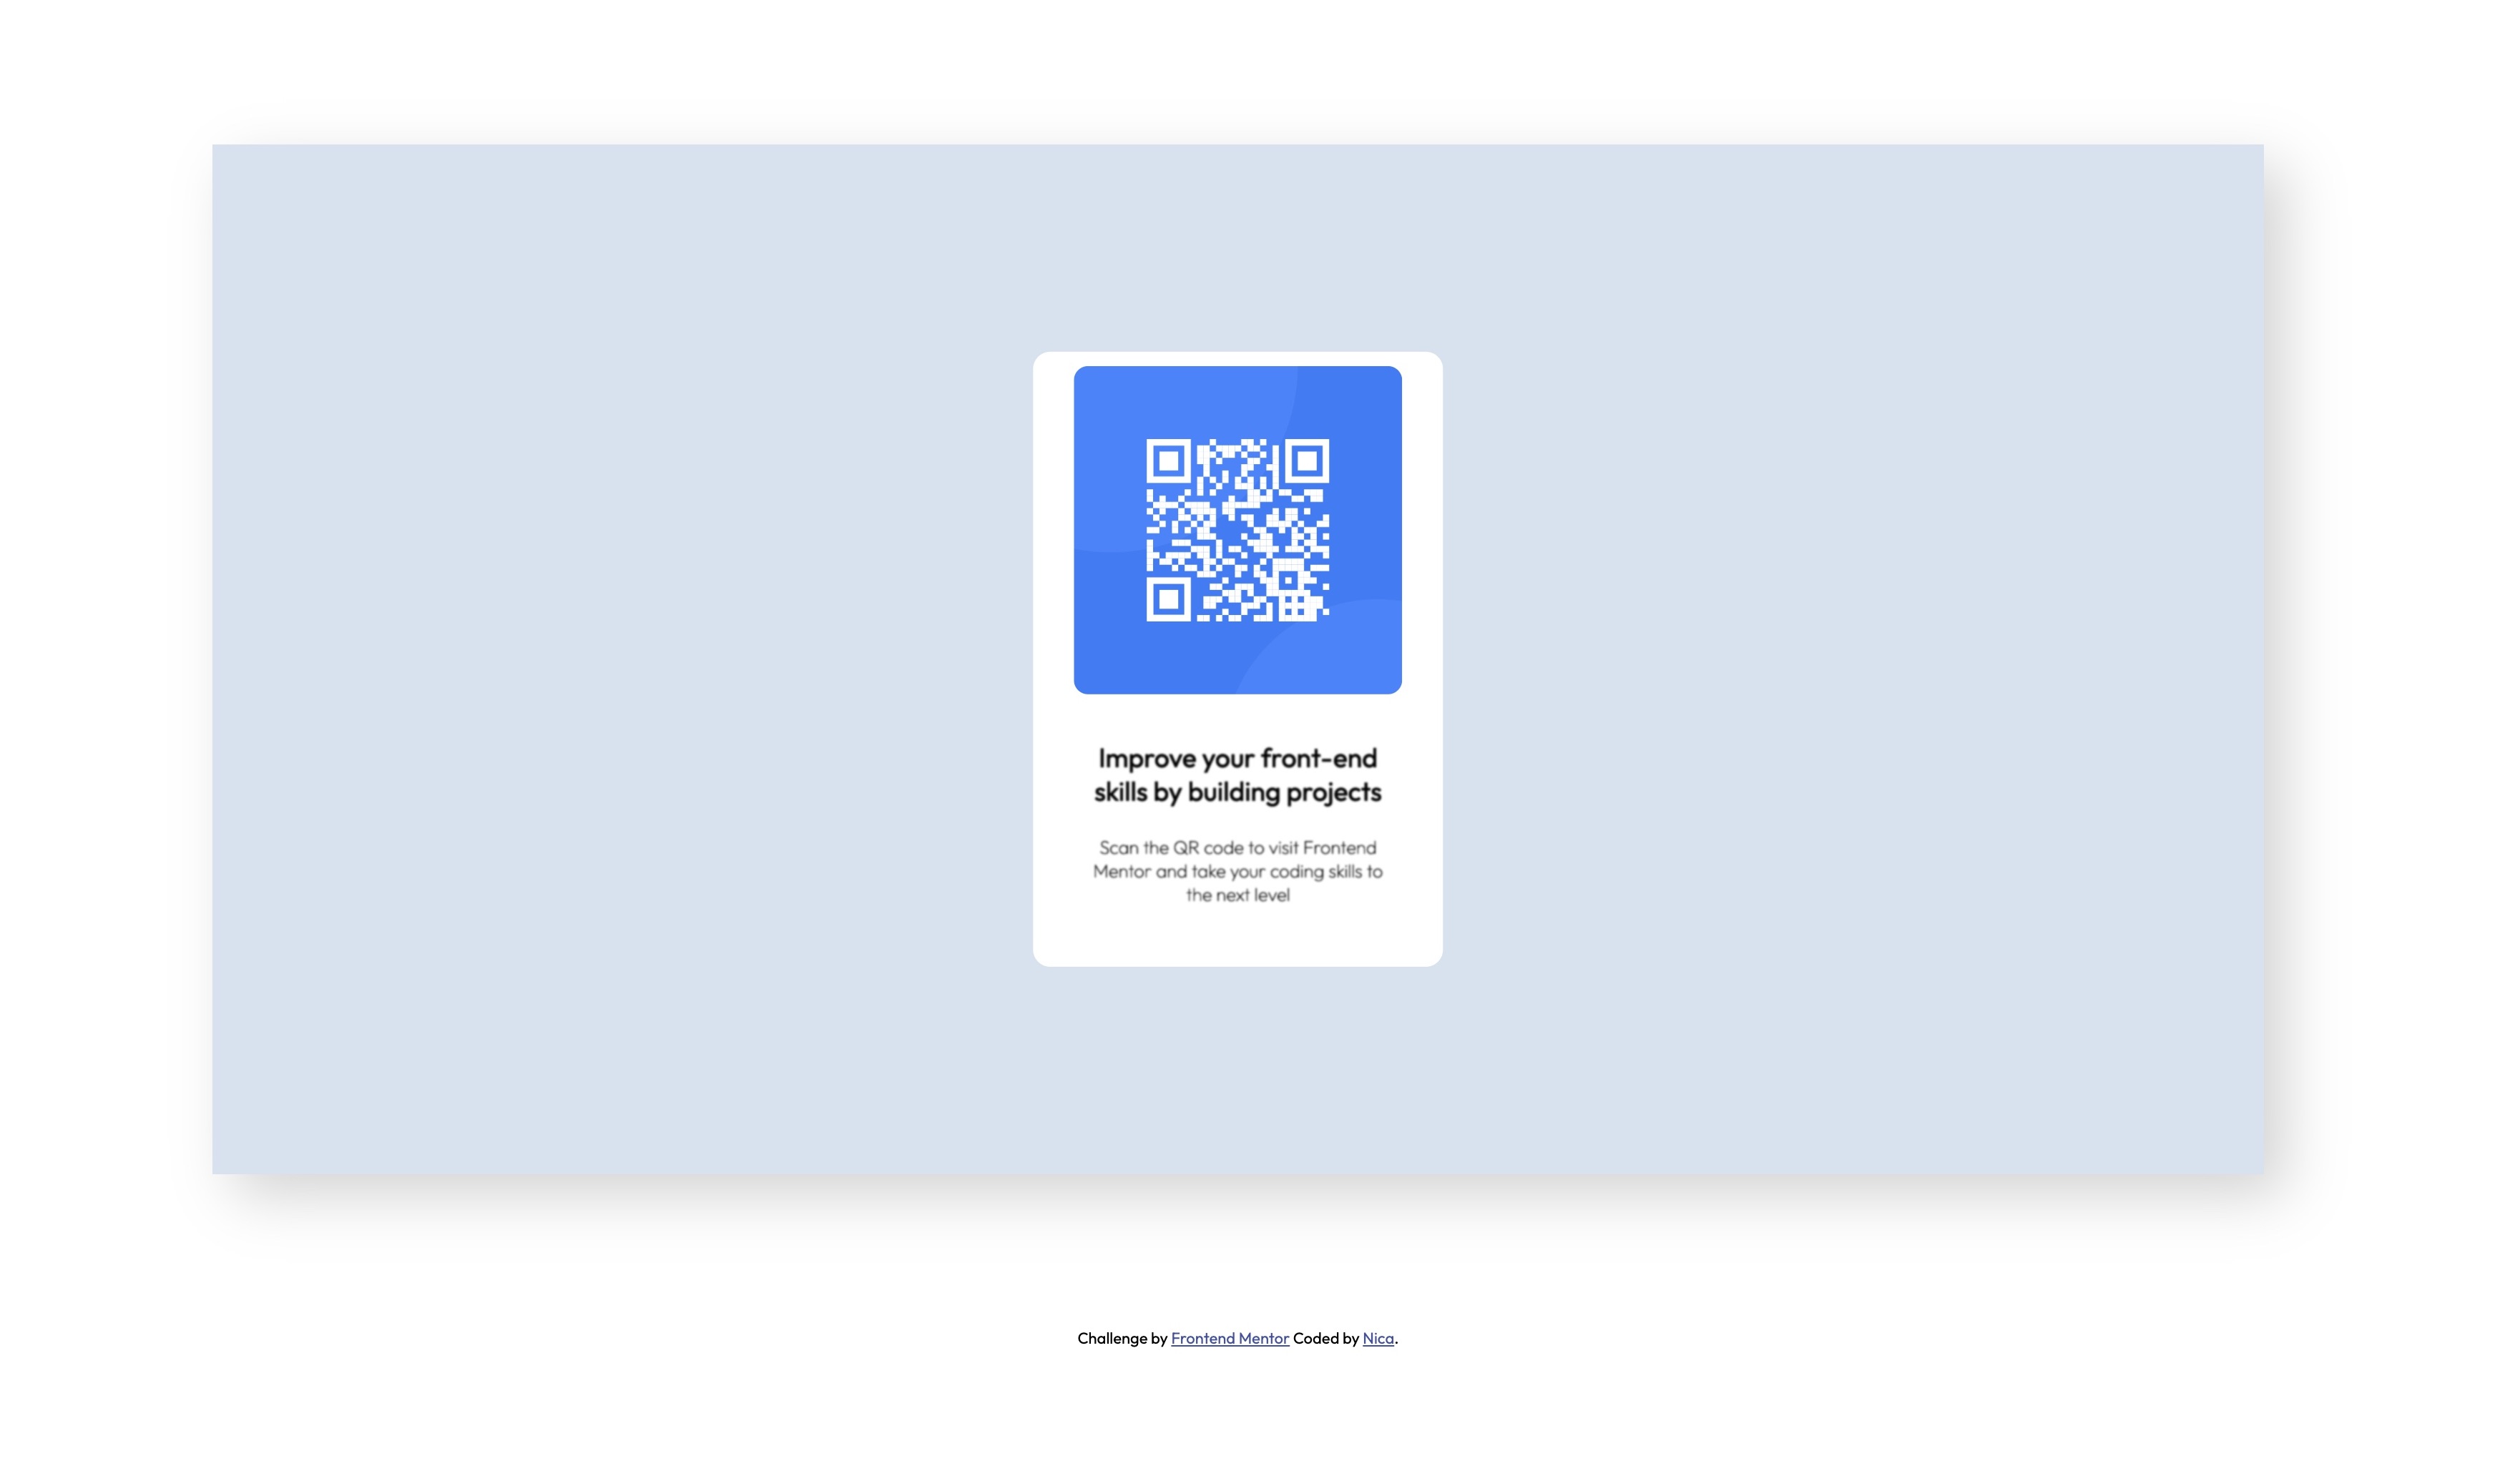 Improve your front-end
skills by building projects
Scan the QR code to visit Frontend
Mentor and take your coding skills to
the next level
Challenge by Frontend Mentor Coded by Nica.